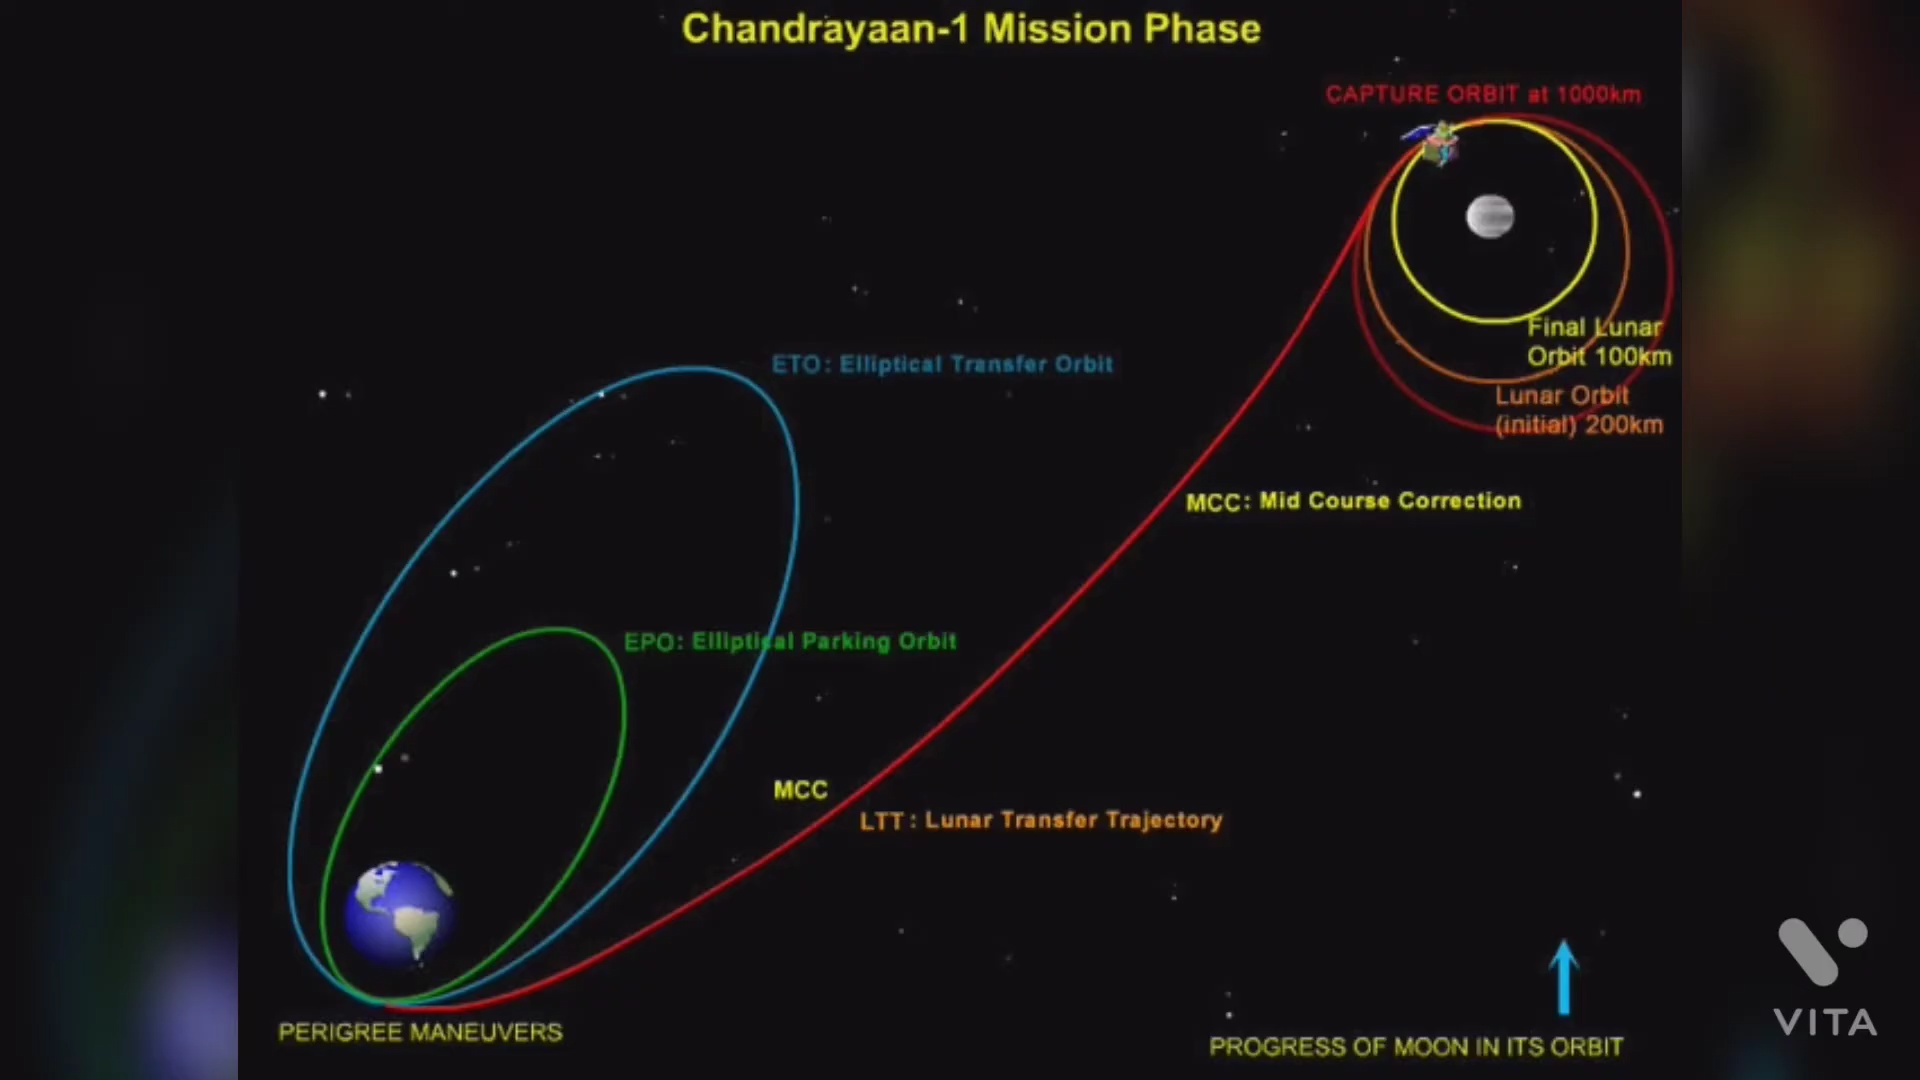 Chandrayaan-1 Mission Phase
CAPTURE ORBIT at 1000km
Final Lunar
Orbit 100km
ETO: Elliptical Transfer Orbit
Lunar Orbit
(initial) 200km
MCC: Mid Course Correction
EPO: Elliptical Parking Orbit
MCC
LTT: Lunar Transfer Trajectory
PERIGREE MANEUVERS
PROGRESS OF MOON IN ITS ORBIT
VITA